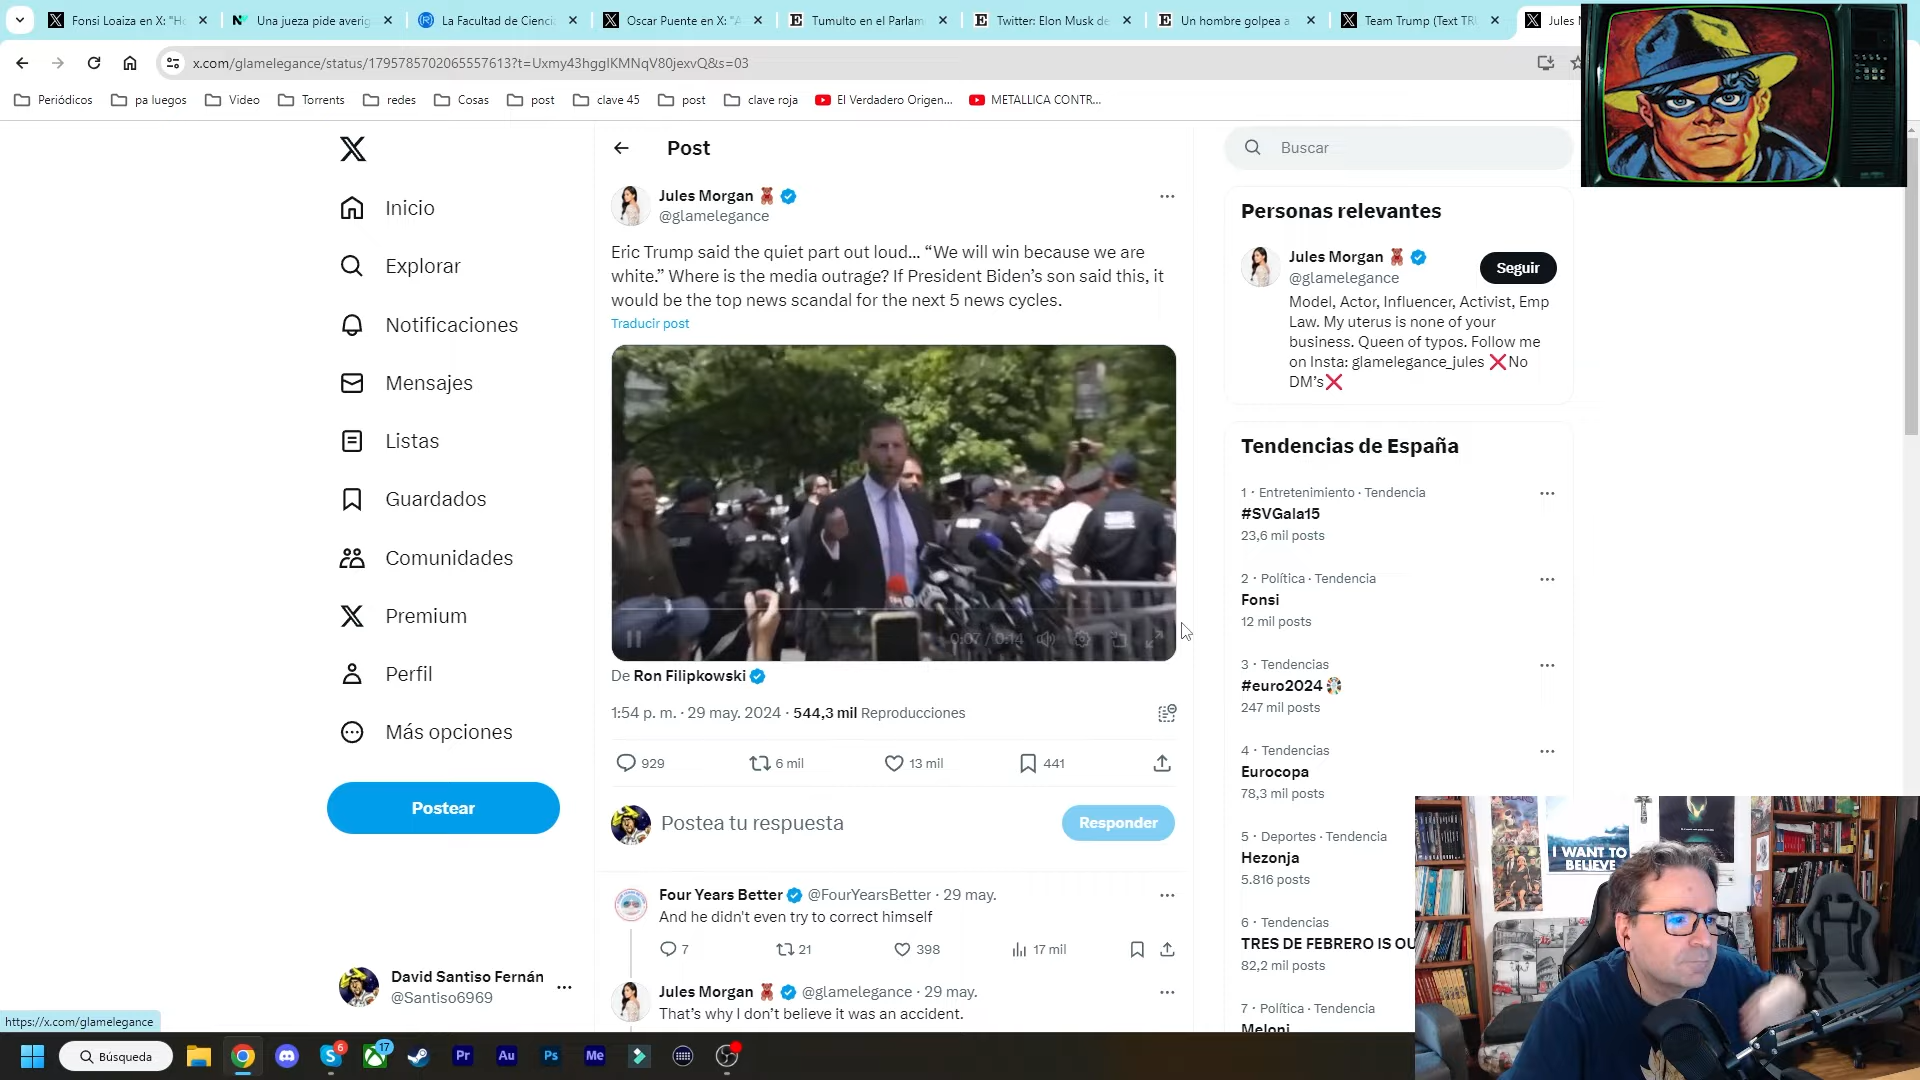 Fonsi Loaiza en X: "He
Una jueza pide averig
La Facultad de Cienci
Oscar Puente en X: "A
Tumulto en el Parlam
Twitter: Elon Musk de
Un hombre golpea a
Team Trump (Text TRU
Jules M
x.com/glamelegance/status/1795785702065557613?t=Uxmy43hgglKMNqV80jexvQ&s=03
Periódicos
pa luegos
Video
Torrents
redes
Cosas
post
clave 45
post
clave roja
El Verdadero Origen...
METALLICA CONTR...
Inicio
Explorar
Notificaciones
Mensajes
Listas
Guardados
Comunidades
Premium
Perfil
Más opciones
Postear
David Santiso Fernán
@Santiso6969
https://x.com/glamelegance
Post
Jules Morgan
@glamelegance
Eric Trump said the quiet part out loud... “We will win because we are
white.” Where is the media outrage? If President Biden’s son said this, it
would be the top news scandal for the next 5 news cycles.
Traducir post
0:07 / 0:14
De Ron Filipkowski
1:54 p. m. · 29 may. 2024 · 544,3 mil Reproducciones
929
6 mil
13 mil
441
Postea tu respuesta
Responder
Four Years Better @FourYearsBetter · 29 may.
And he didn't even try to correct himself
7
21
398
17 mil
Jules Morgan @glamelegance · 29 may.
That’s why I don’t believe it was an accident.
Buscar
Personas relevantes
Jules Morgan
@glamelegance
Seguir
Model, Actor, Influencer, Activist, Emp
Law. My uterus is none of your
business. Queen of typos. Follow me
on Insta: glamelegance_jules ❌No
DM’s❌
Tendencias de España
1 · Entretenimiento · Tendencia
#SVGala15
23,6 mil posts
2 · Política · Tendencia
Fonsi
12 mil posts
3 · Tendencias
#euro2024
247 mil posts
4 · Tendencias
Eurocopa
78,3 mil posts
5 · Deportes · Tendencia
Hezonja
5.816 posts
6 · Tendencias
TRES DE FEBRERO IS OU
82,2 mil posts
7 · Política · Tendencia
Meloni
I WANT TO
BELIEVE
Búsqueda
6
17
Pr
Au
Ps
Me